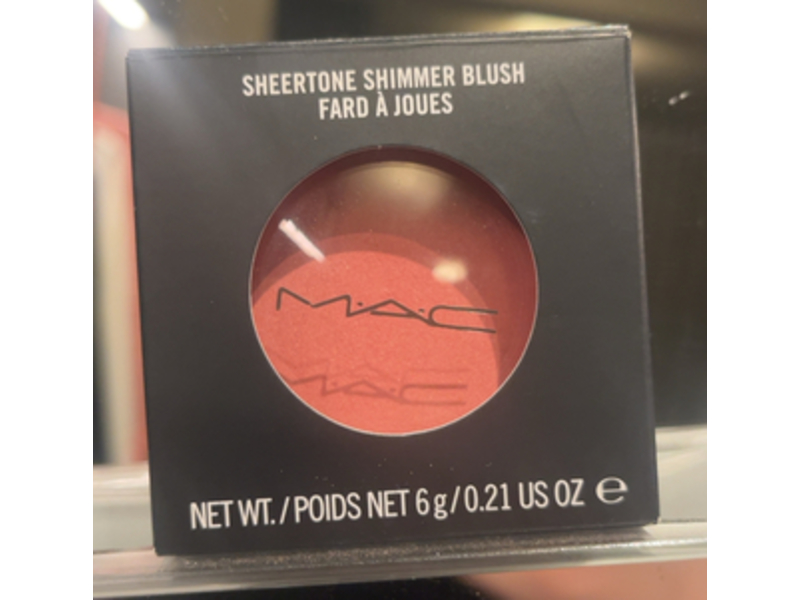 SHEERTONE SHIMMER BLUSH
FARD À JOUES
M·A·C
NET WT./POIDS NET 6 g/0.21 US OZ ℮